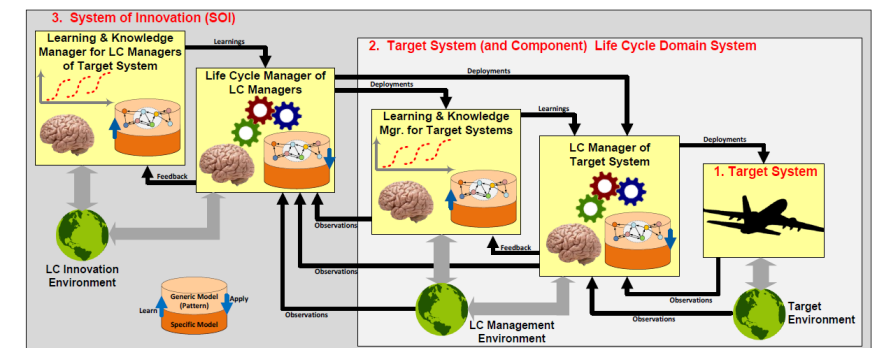 3. System of Innovation (SOI)
Learning & Knowledge
Manager for LC Managers
of Target System
Learnings
Life Cycle Manager of
LC Managers
Feedback
LC Innovation
Environment
Learn
Generic Model
(Pattern)
Apply
Specific Model
2. Target System (and Component) Life Cycle Domain System
Deployments
Deployments
Learning & Knowledge
Mgr. for Target Systems
Learnings
LC Manager of
Target System
Deployments
1. Target System
Observations
Feedback
Observations
Observations
Observations
Observations
LC Management
Environment
Target
Environment